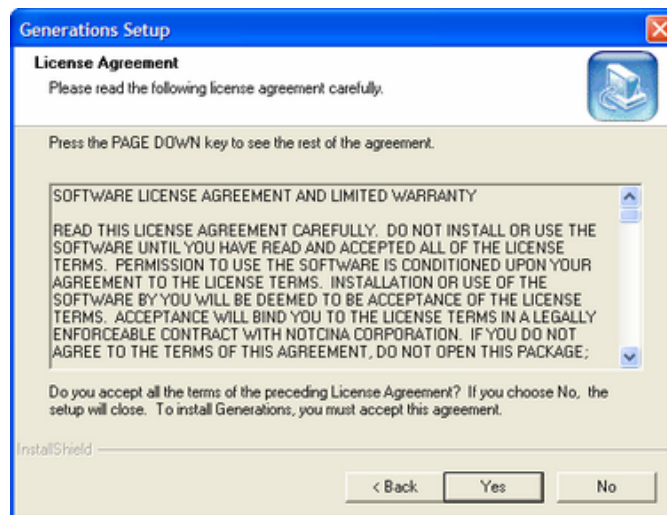 Generations Setup
License Agreement
Please read the following license agreement carefully.
Press the PAGE DOWN key to see the rest of the agreement.
SOFTWARE LICENSE AGREEMENT AND LIMITED WARRANTY
READ THIS LICENSE AGREEMENT CAREFULLY. DO NOT INSTALL OR USE THE
SOFTWARE UNTIL YOU HAVE READ AND ACCEPTED ALL OF THE LICENSE
TERMS. PERMISSION TO USE THE SOFTWARE IS CONDITIONED UPON YOUR
AGREEMENT TO THE LICENSE TERMS. INSTALLATION OR USE OF THE
SOFTWARE BY YOU WILL BE DEEMED TO BE ACCEPTANCE OF THE LICENSE
TERMS. ACCEPTANCE WILL BIND YOU TO THE LICENSE TERMS IN A LEGALLY
ENFORCEABLE CONTRACT WITH NOTCINA CORPORATION. IF YOU DO NOT
AGREE TO THE TERMS OF THIS AGREEMENT, DO NOT OPEN THIS PACKAGE;
Do you accept all the terms of the preceding License Agreement? If you choose No, the
setup will close. To install Generations, you must accept this agreement.
InstallShield
< Back Yes No